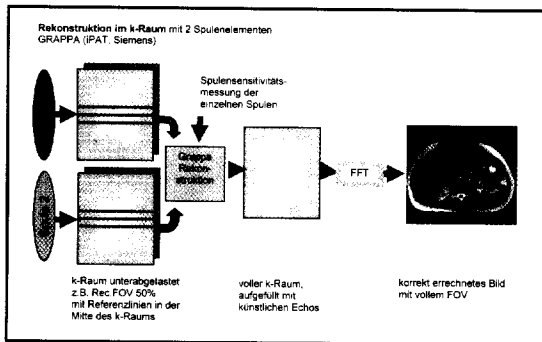 Rekonstruktion im k-Raum mit 2 Spulenelementen
GRAPPA (iPAT, Siemens)
Spulensensitivitäts-
messung der
einzelnen Spulen
Grappa
Rekon-
struktion
FFT
k-Raum unterabgetastet
z.B. Rec.FOV 50%
mit Referenzlinien in der
Mitte des k-Raums
voller k-Raum,
aufgefüllt mit
künstlichen Echos
korrekt errechnetes Bild
mit vollem FOV